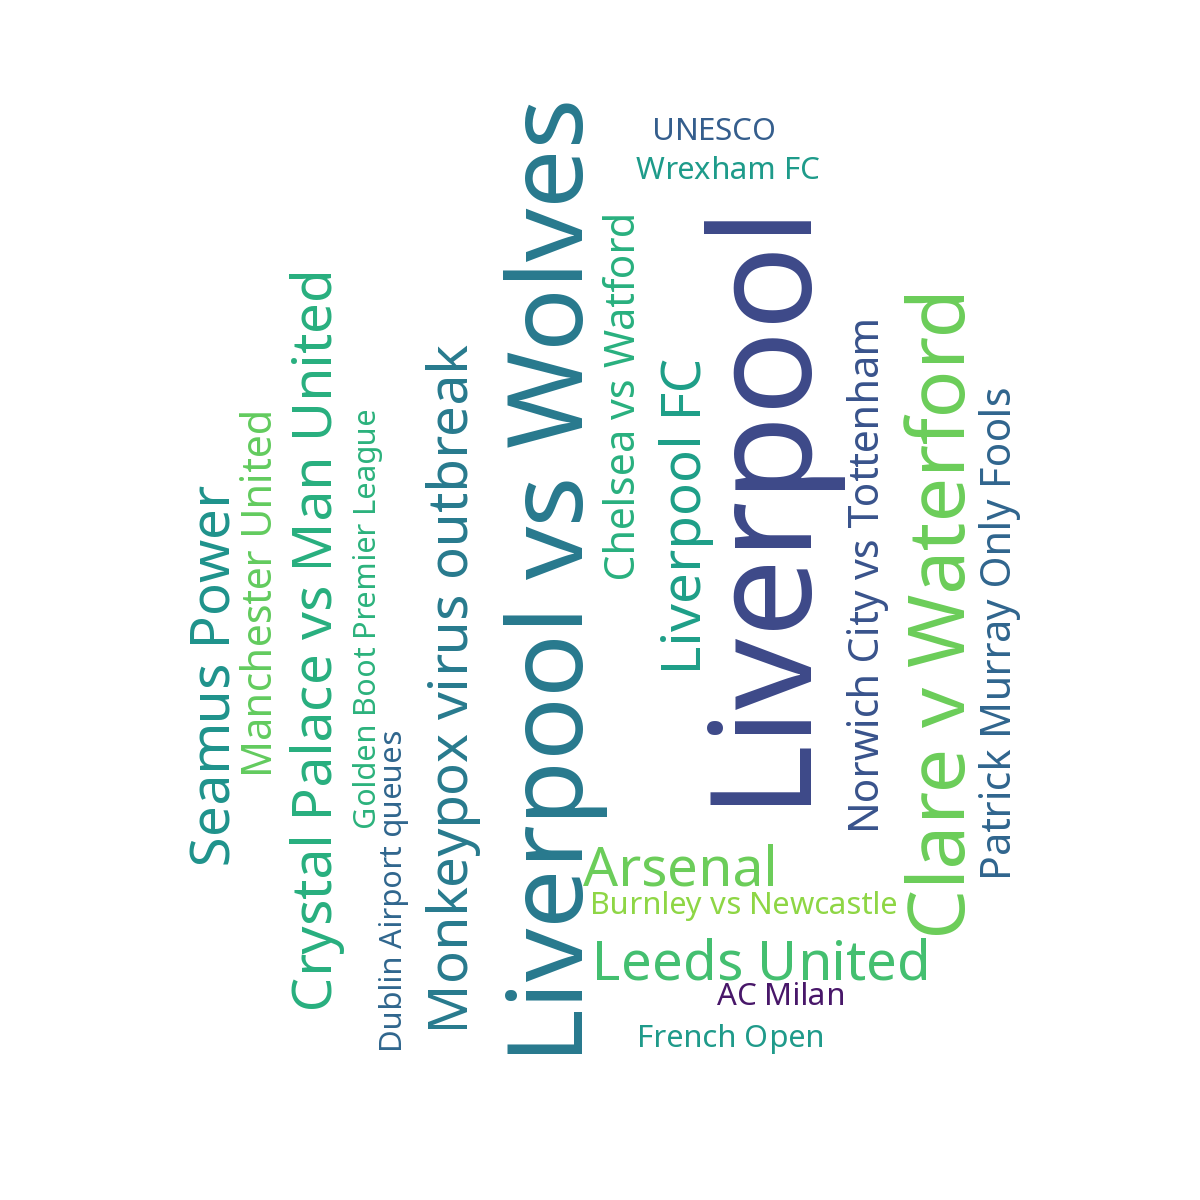 UNESCO
Wrexham FC
Seamus Power
Manchester United
Crystal Palace vs Man United
Golden Boot Premier League
Dublin Airport queues
Monkeypox virus outbreak
Liverpool vs Wolves
Chelsea vs Watford
Liverpool FC
Liverpool
Norwich City vs Tottenham
Clare v Waterford
Patrick Murray Only Fools
Arsenal
Burnley vs Newcastle
Leeds United
AC Milan
French Open